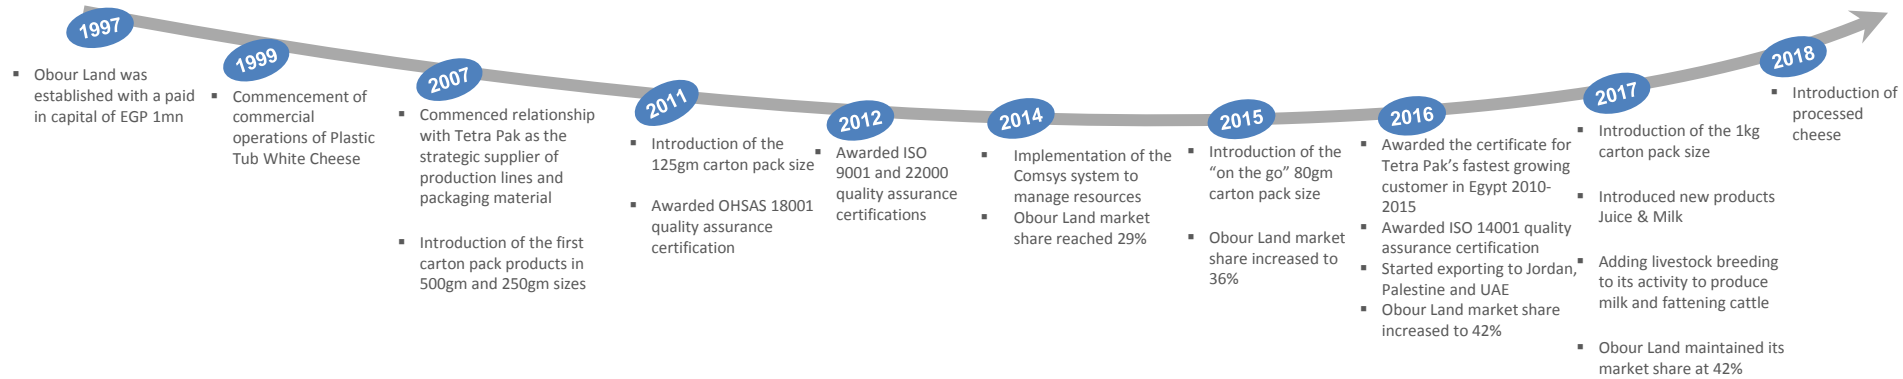 1997
▪ Obour Land was
established with a paid
in capital of EGP 1mn
1999
▪ Commencement of
commercial
operations of Plastic
Tub White Cheese
2007
▪ Commenced relationship
with Tetra Pak as the
strategic supplier of
production lines and
packaging material
▪ Introduction of the first
carton pack products in
500gm and 250gm sizes
2011
▪ Introduction of the
125gm carton pack size
▪ Awarded OHSAS 18001
quality assurance
certification
2012
▪ Awarded ISO
9001 and 22000
quality assurance
certifications
2014
▪ Implementation of the
Comsys system to
manage resources
▪ Obour Land market
share reached 29%
2015
▪ Introduction of the
“on the go” 80gm
carton pack size
▪ Obour Land market
share increased to
36%
2016
▪ Awarded the certificate for
Tetra Pak’s fastest growing
customer in Egypt 2010-
2015
▪ Awarded ISO 14001 quality
assurance certification
▪ Started exporting to Jordan,
Palestine and UAE
▪ Obour Land market share
increased to 42%
2017
▪ Introduction of the 1kg
carton pack size
▪ Introduced new products
Juice & Milk
▪ Adding livestock breeding
to its activity to produce
milk and fattening cattle
▪ Obour Land maintained its
market share at 42%
2018
▪ Introduction of
processed
cheese